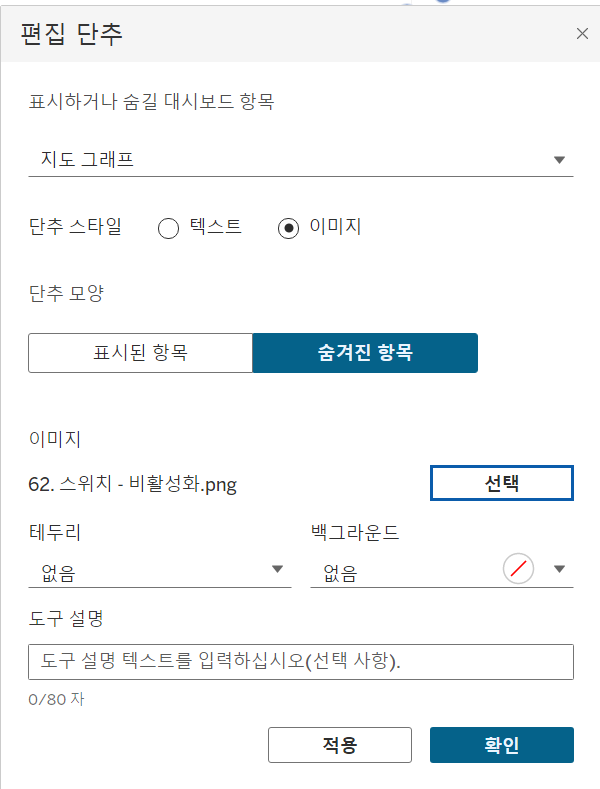 편집 단추
표시하거나 숨길 대시보드 항목
지도 그래프
단추 스타일 텍스트 이미지
단추 모양
표시된 항목 숨겨진 항목
이미지
62. 스위치 - 비활성화.png 선택
테두리 백그라운드
없음 없음
도구 설명
도구 설명 텍스트를 입력하십시오(선택 사항).
0/80 자
적용 확인